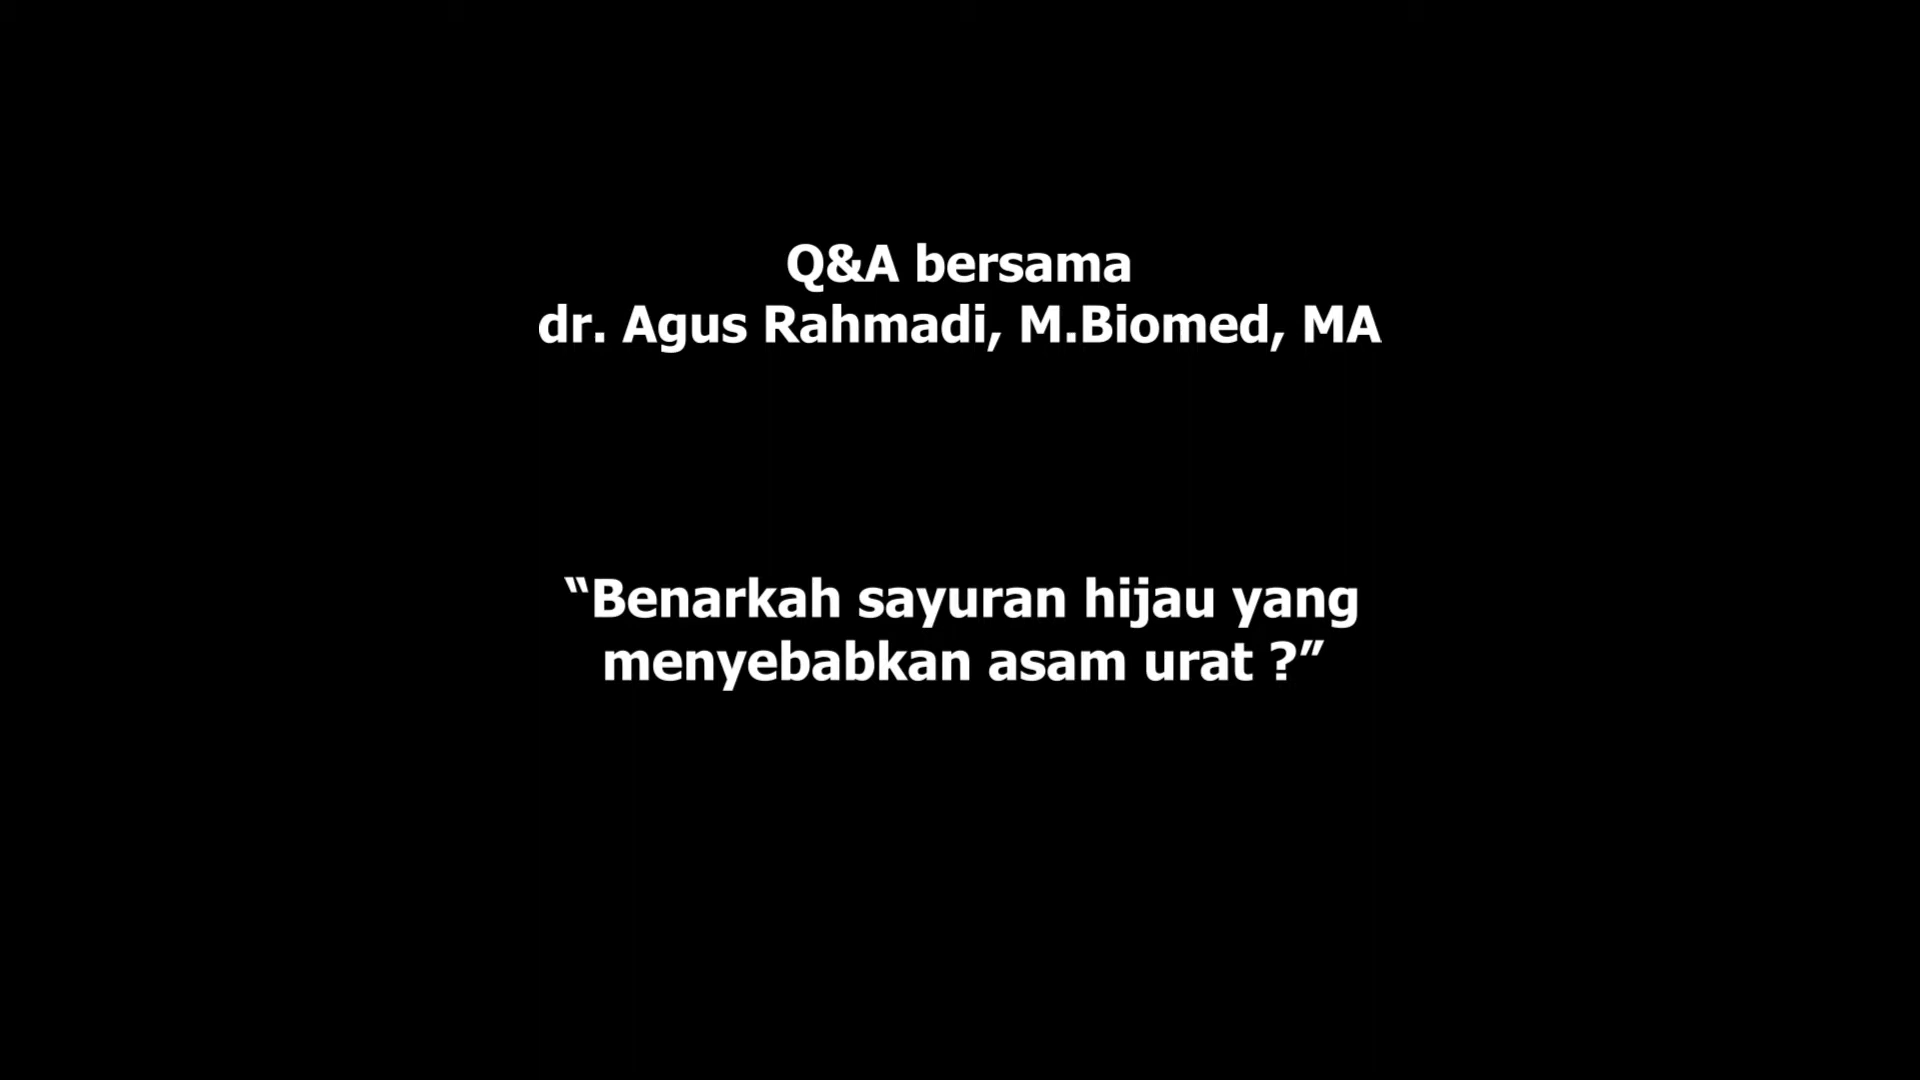 Q&A bersama
dr. Agus Rahmadi, M.Biomed, MA
“Benarkah sayuran hijau yang
menyebabkan asam urat ?”